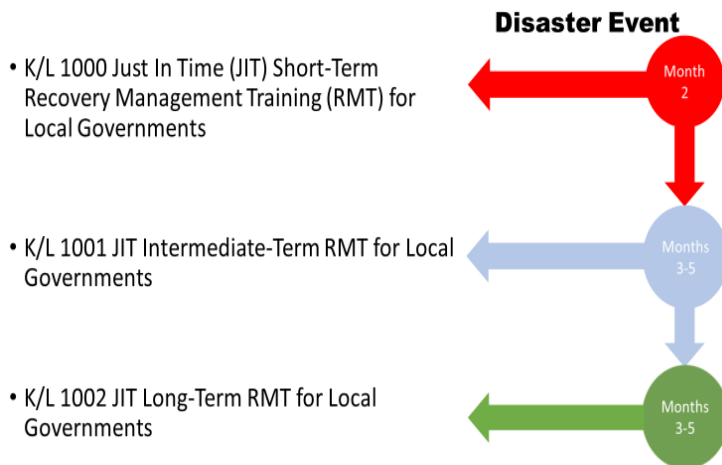 Disaster Event
• K/L 1000 Just In Time (JIT) Short-Term
Recovery Management Training (RMT) for
Local Governments
Month
2
• K/L 1001 JIT Intermediate-Term RMT for Local
Governments
Months
3-5
• K/L 1002 JIT Long-Term RMT for Local
Governments
Months
3-5